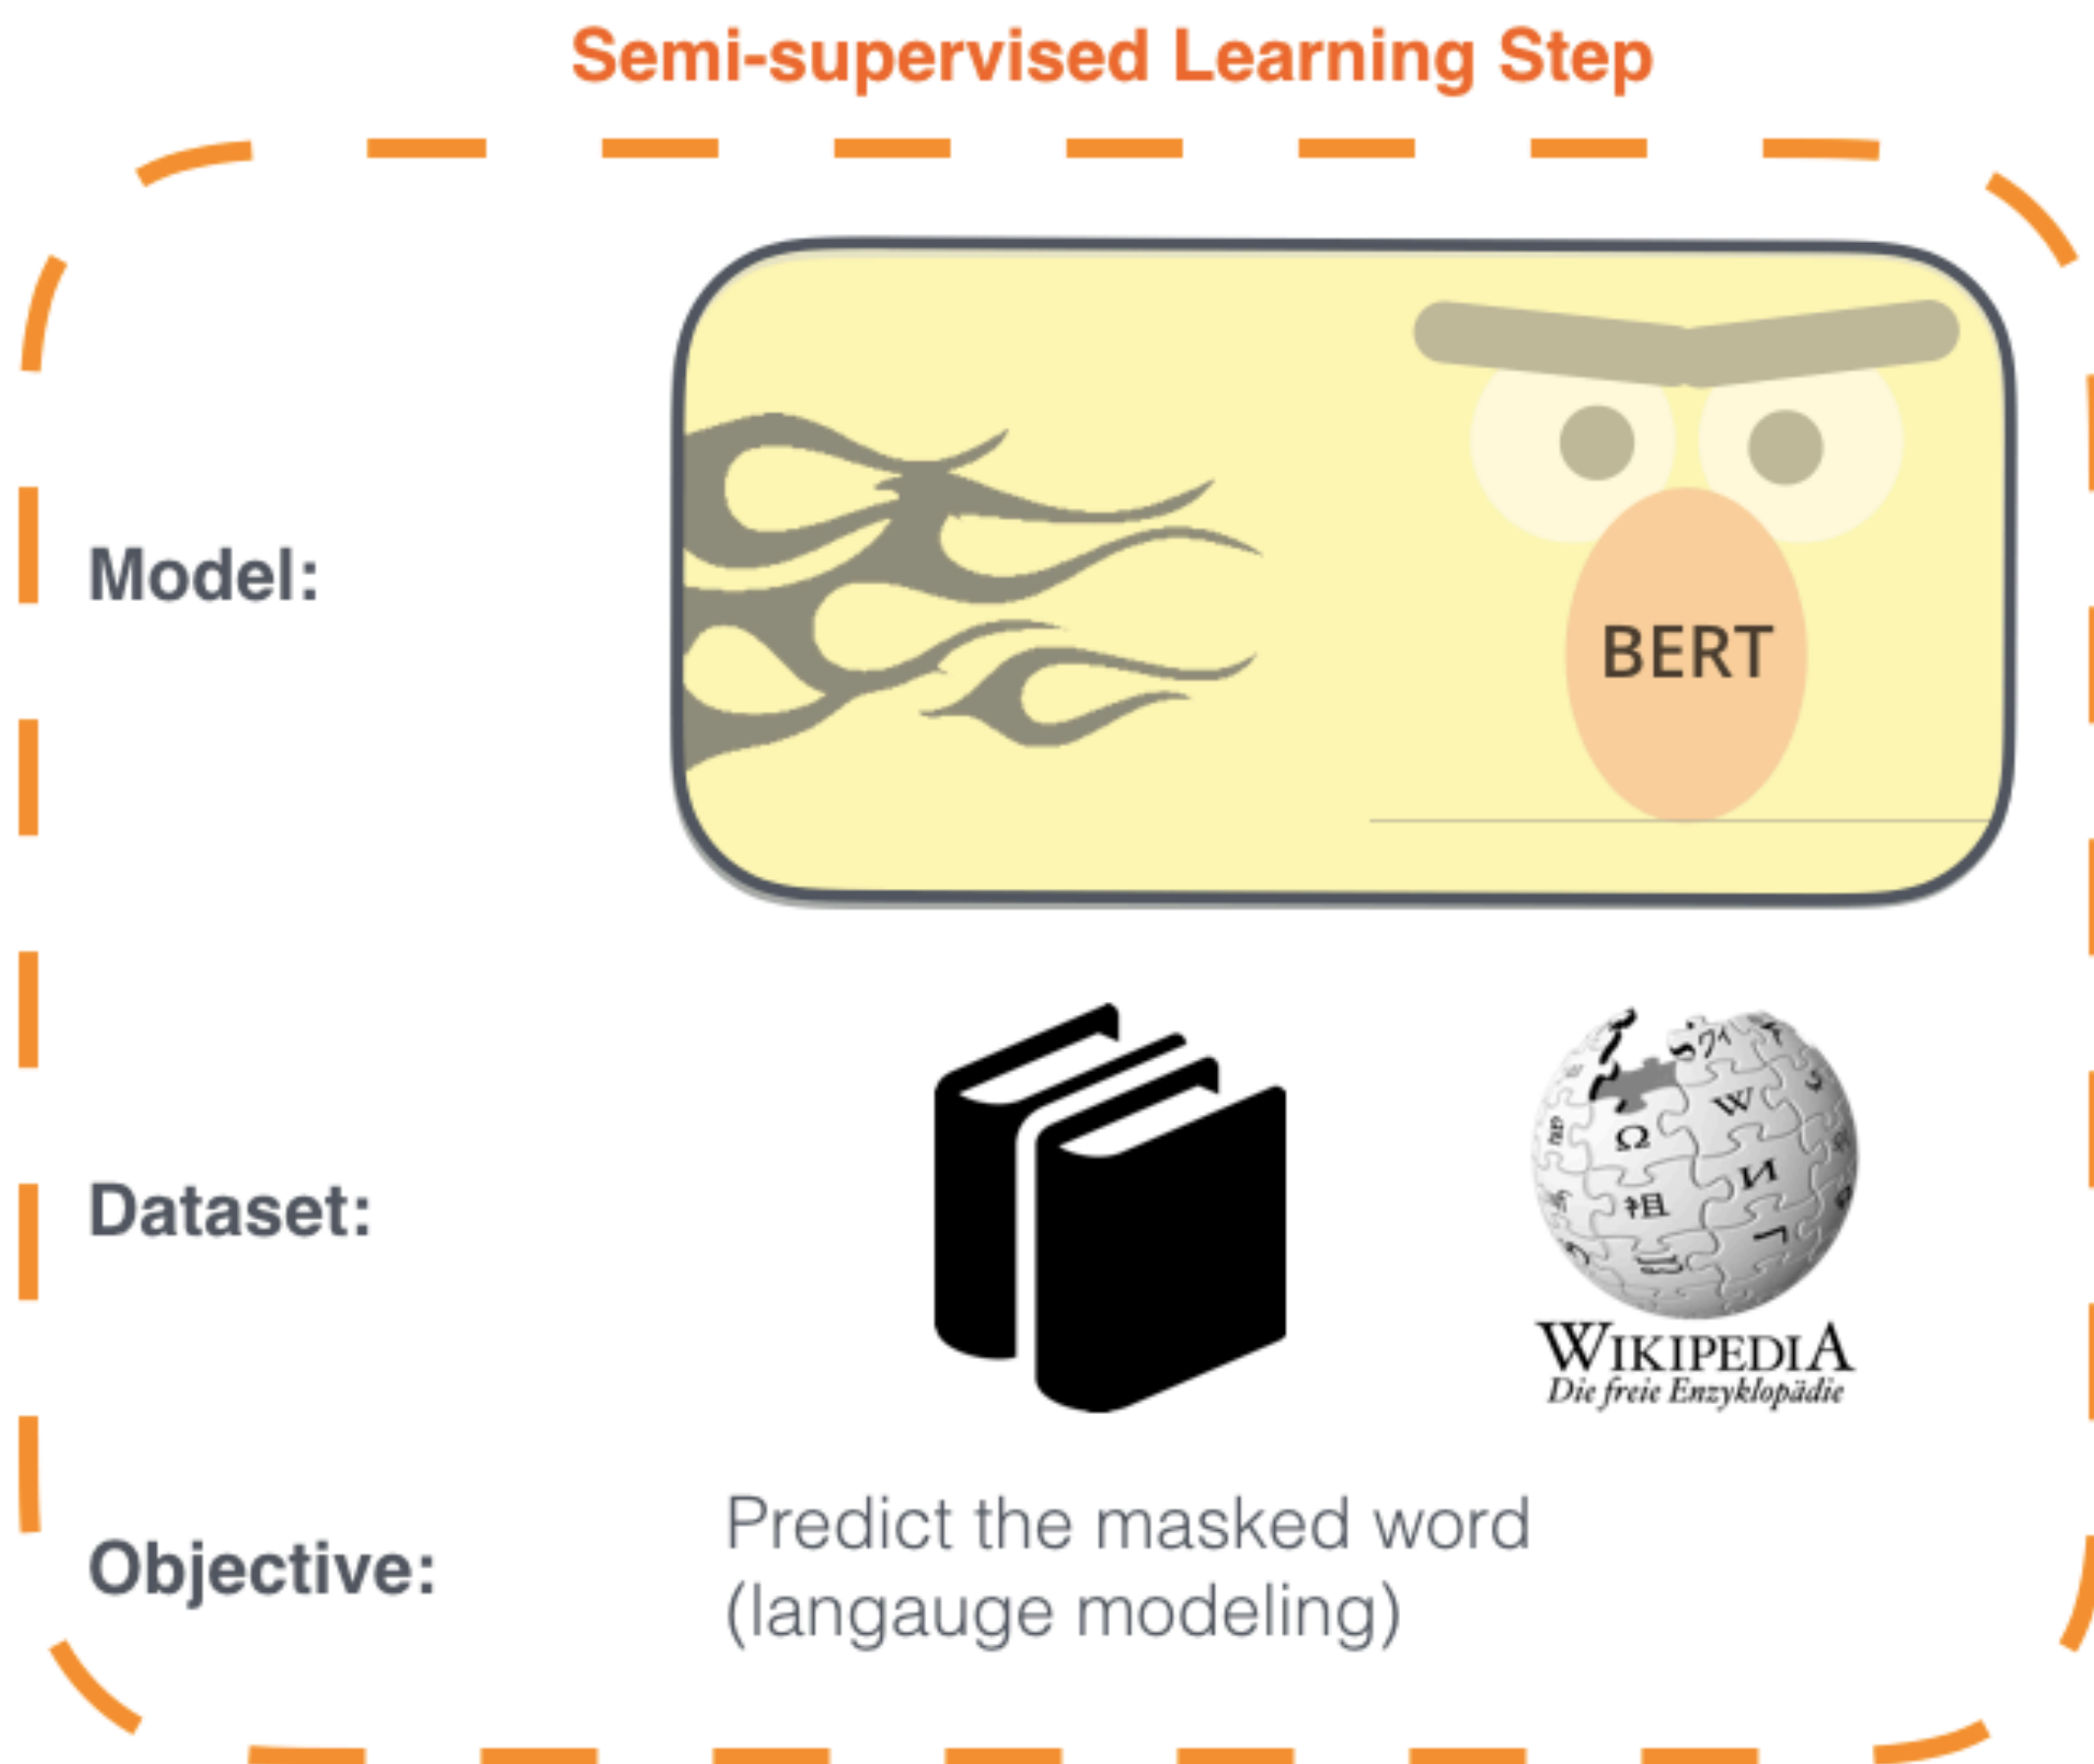 Semi-supervised Learning Step
Model:
BERT
Dataset:
WIKIPEDIA
Die freie Enzyklopädie
Objective:
Predict the masked word
(langauge modeling)